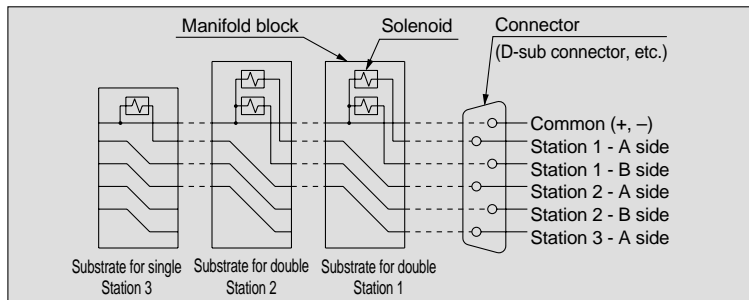 Manifold block
Solenoid
Connector
(D-sub connector, etc.)
Common (+, –)
Station 1 - A side
Station 1 - B side
Station 2 - A side
Station 2 - B side
Station 3 - A side
Substrate for single
Station 3
Substrate for double
Station 2
Substrate for double
Station 1